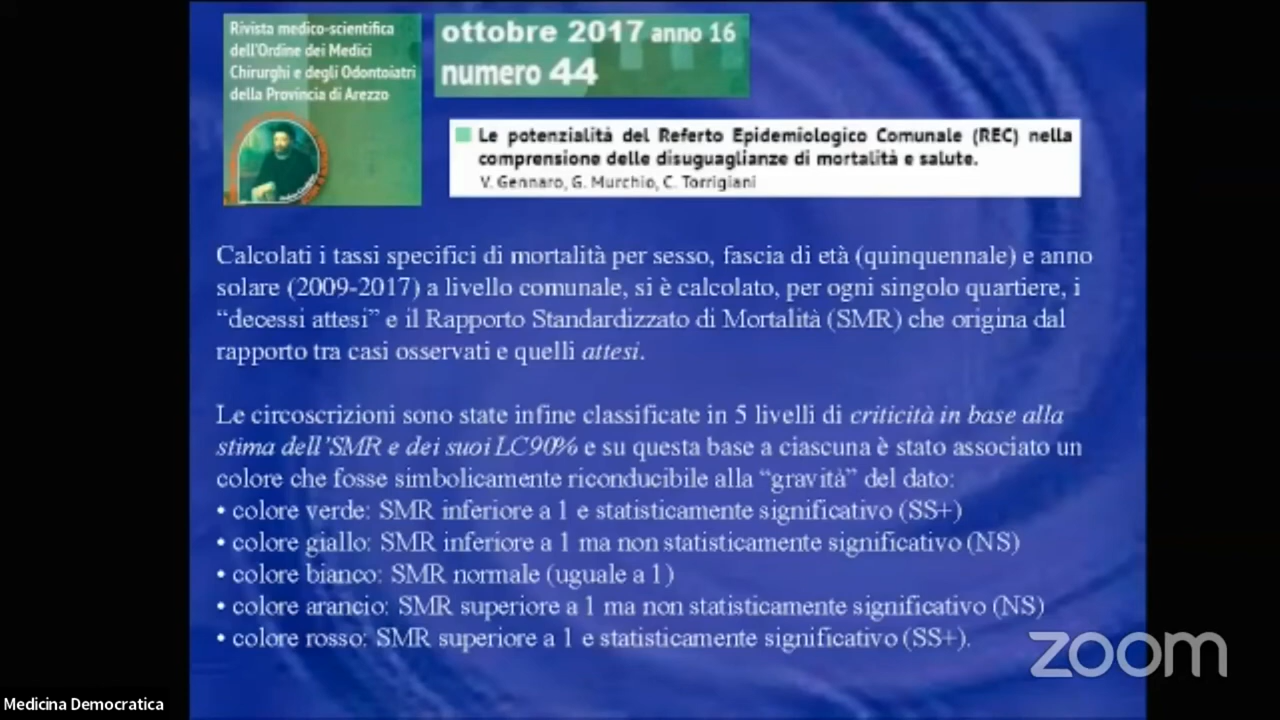 Rivista medico-scientifica
dell'Ordine dei Medici
Chirurghi e degli Odontoiatri
della Provincia di Arezzo
ottobre 2017 anno 16
numero 44
Le potenzialità del Referto Epidemiologico Comunale (REC) nella
comprensione delle disuguaglianze di mortalità e salute.
V. Gennaro, G. Murchio, C. Torrigiani
Calcolati i tassi specifici di mortalità per sesso, fascia di età (quinquennale) e anno
solare (2009-2017) a livello comunale, si è calcolato, per ogni singolo quartiere, i
“decessi attesi” e il Rapporto Standardizzato di Mortalità (SMR) che origina dal
rapporto tra casi osservati e quelli attesi.
Le circoscrizioni sono state infine classificate in 5 livelli di criticità in base alla
stima dell'SMR e dei suoi LC90% e su questa base a ciascuna è stato associato un
colore che fosse simbolicamente riconducibile alla “gravità” del dato:
• colore verde: SMR inferiore a 1 e statisticamente significativo (SS+)
• colore giallo: SMR inferiore a 1 ma non statisticamente significativo (NS)
• colore bianco: SMR normale (uguale a 1)
• colore arancio: SMR superiore a 1 ma non statisticamente significativo (NS)
• colore rosso: SMR superiore a 1 e statisticamente significativo (SS+).
zoom
Medicina Democratica